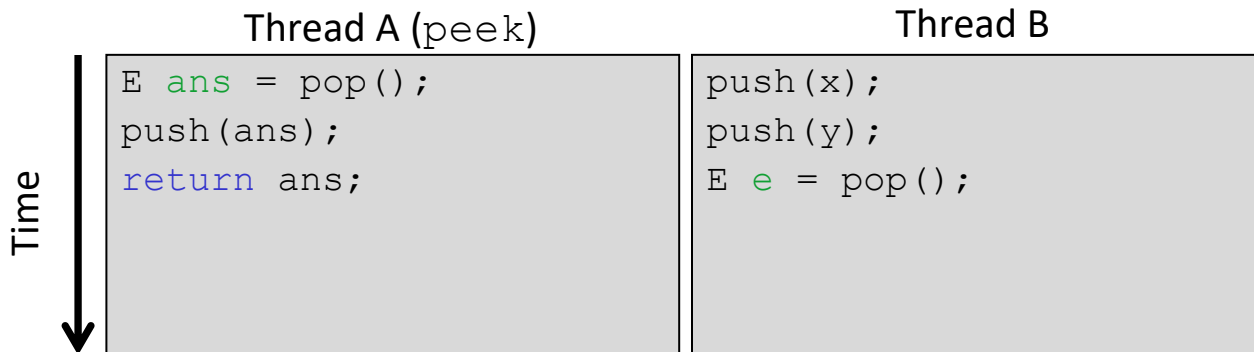 Thread A (peek)
Thread B
Time
E ans = pop();
push(ans);
return ans;
push(x);
push(y);
E e = pop();